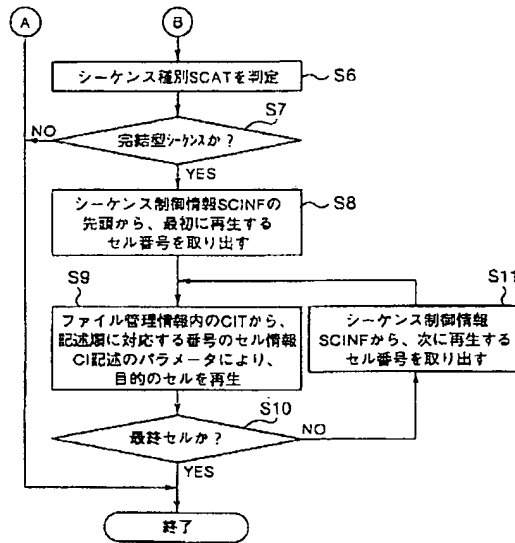 A
B
シーケンス種別SCATを判定
S6
S7
NO
完結型シーケンスか?
YES
シーケンス制御情報SCINFの
先頭から、最初に再生する
セル番号を取り出す
S8
S9
S11
ファイル管理情報内のCITから、
記述順に対応する番号のセル情報
CI記述のパラメータにより、
目的のセルを再生
シーケンス制御情報
SCINFから、次に再生する
セル番号を取り出す
S10
最終セルか?
NO
YES
終了